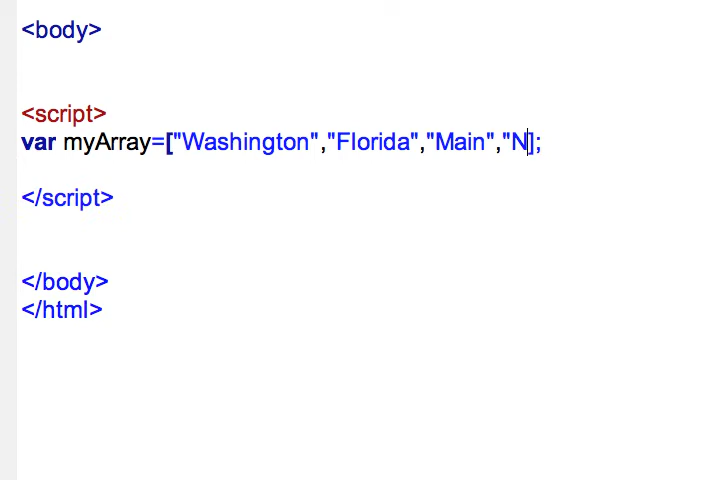 <body>
<script>
var myArray=["Washington","Florida","Main","N];
</script>
</body>
</html>